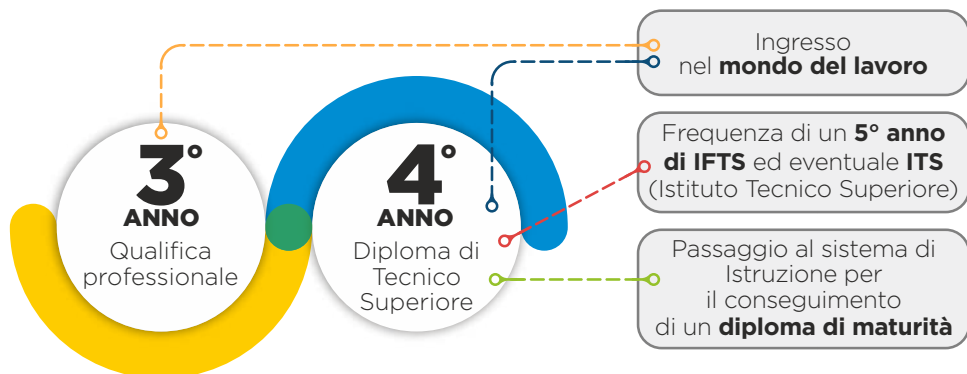 3°
ANNO
Qualifica
professionale
4°
ANNO
Diploma di
Tecnico
Superiore
Ingresso
nel mondo del lavoro
Frequenza di un 5° anno
di IFTS ed eventuale ITS
(Istituto Tecnico Superiore)
Passaggio al sistema di
Istruzione per
il conseguimento
di un diploma di maturità